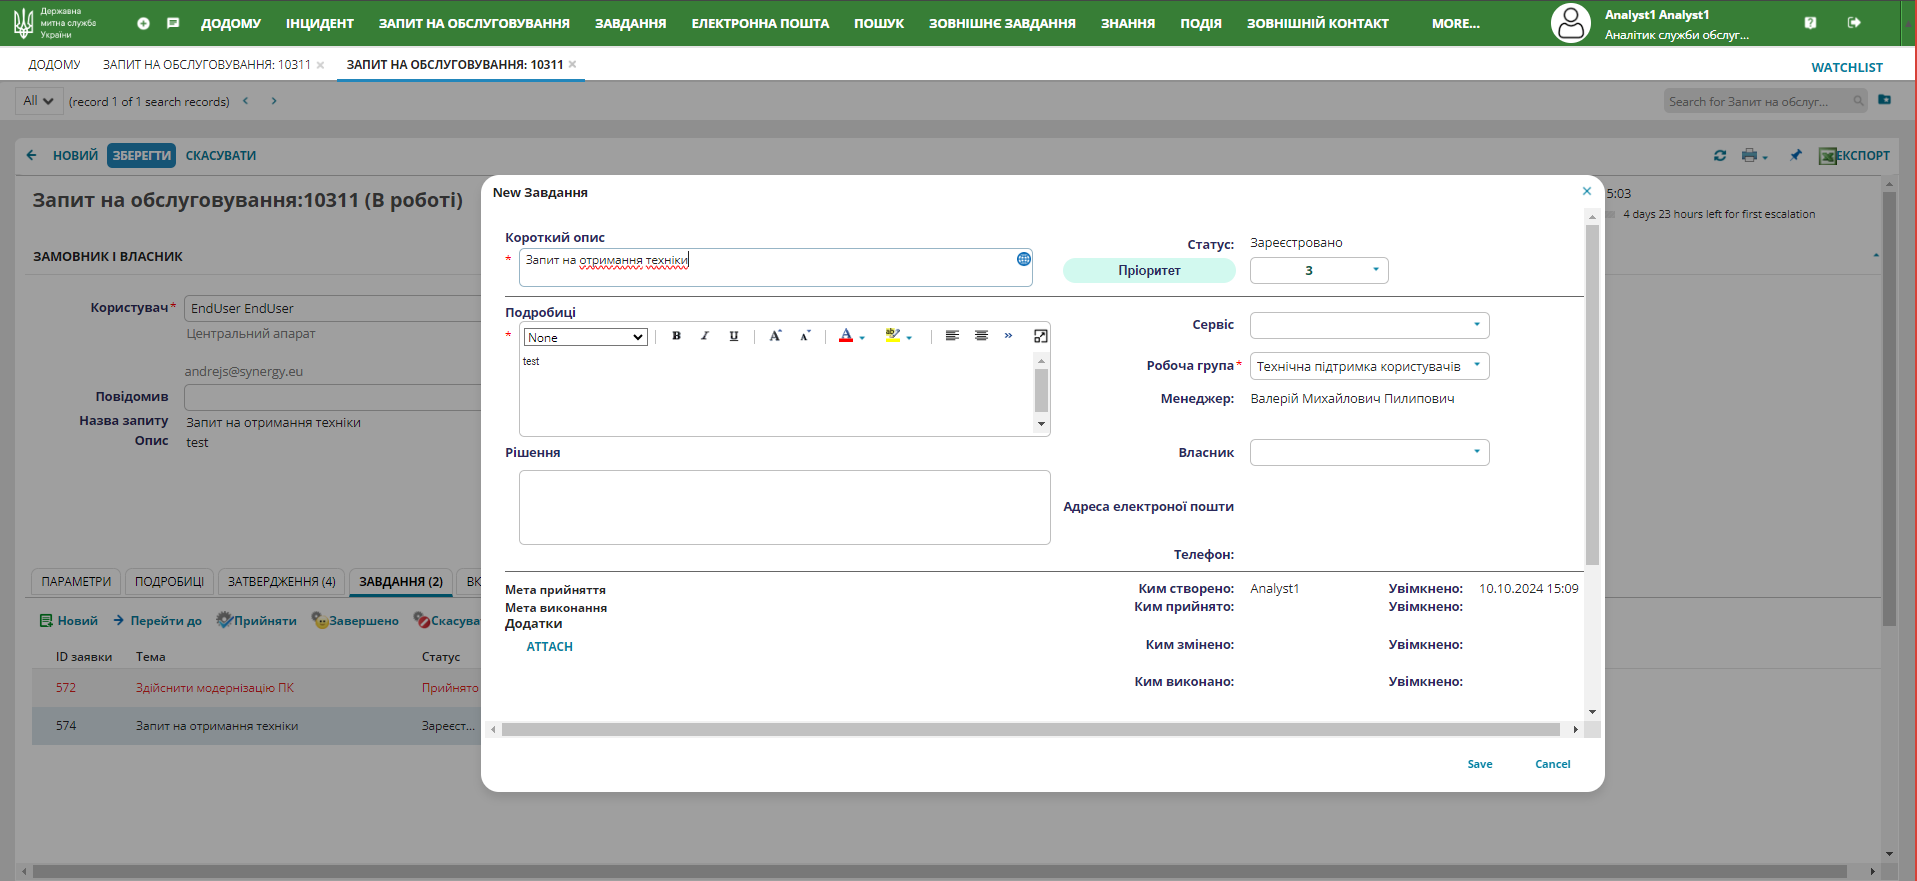 Державна
митна служба
України
ДОДОМУ ІНЦИДЕНТ ЗАПИТ НА ОБСЛУГОВУВАННЯ ЗАВДАННЯ ЕЛЕКТРОННА ПОШТА ПОШУК ЗОВНІШНЄ ЗАВДАННЯ ЗНАННЯ ПОДІЯ ЗОВНІШНІЙ КОНТАКТ MORE...
Analyst1 Analyst1
Аналітик служби обслуг...
ДОДОМУ ЗАПИТ НА ОБСЛУГОВУВАННЯ: 10311 ЗАПИТ НА ОБСЛУГОВУВАННЯ: 10311
WATCHLIST
All (record 1 of 1 search records)
Search for Запит на обслуг...
НОВИЙ ЗБЕРЕГТИ СКАСУВАТИ
ЕКСПОРТ
Запит на обслуговування:10311 (В роботі)
5:03
4 days 23 hours left for first escalation
ЗАМОВНИК І ВЛАСНИК
Користувач* EndUser EndUser
Центральний апарат
andrejs@synergy.eu
Повідомив
Назва запиту Запит на отримання техніки
Опис test
ПАРАМЕТРИ ПОДРОБИЦІ ЗАТВЕРДЖЕННЯ (4) ЗАВДАННЯ (2) ВК
Новий Перейти до Прийняти Завершено Скасува
ID заявки Тема Статус
572 Здійснити модернізацію ПК Прийнято
574 Запит на отримання техніки Зареєст...
New Завдання
Короткий опис
* Запит на отримання техніки
Статус: Зареєстровано
Пріоритет 3
Подробиці
* None B I U A A A ab »
test
Сервіс
Робоча група* Технічна підтримка користувачів
Менеджер: Валерій Михайлович Пилипович
Рішення
Власник
Адреса електроної пошти
Телефон:
Мета прийняття
Мета виконання
Додатки
ATTACH
Ким створено: Analyst1 Увімкнено: 10.10.2024 15:09
Ким прийнято: Увімкнено:
Ким змінено: Увімкнено:
Ким виконано: Увімкнено:
Save Cancel